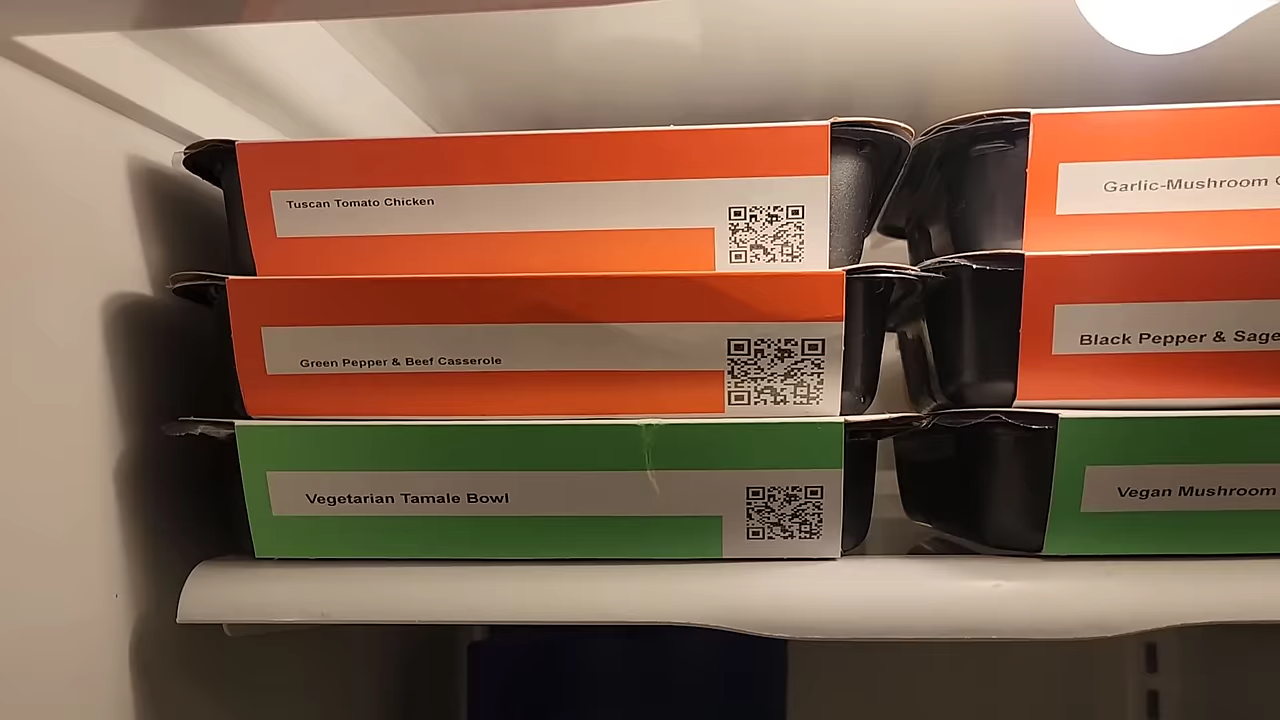 Tuscan Tomato Chicken
Green Pepper & Beef Casserole
Vegetarian Tamale Bowl
Garlic-Mushroom
Black Pepper & Sage
Vegan Mushroom